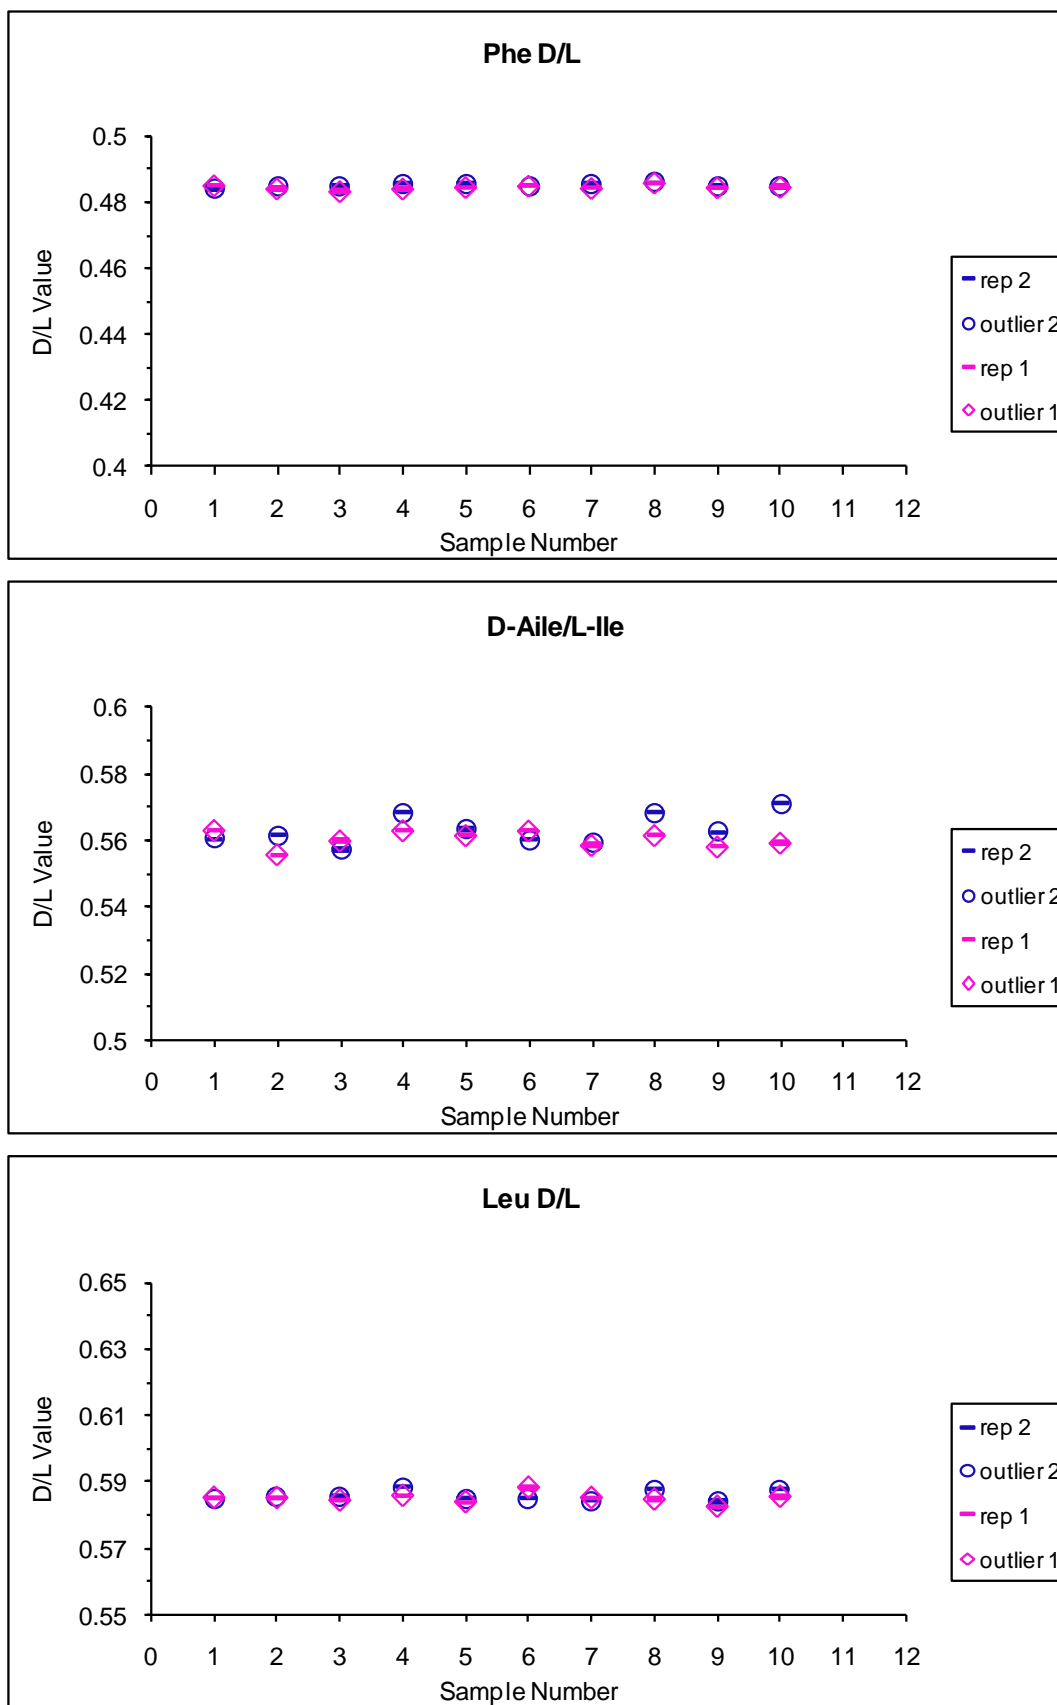 Phe D/L
0.5
0.48
0.46
0.44
0.42
0.4
D/L Value
0 1 2 3 4 5 6 7 8 9 10 11 12
Sample Number
rep 2
outlier 2
rep 1
outlier 1
D-Aile/L-Ile
0.6
0.58
0.56
0.54
0.52
0.5
D/L Value
0 1 2 3 4 5 6 7 8 9 10 11 12
Sample Number
rep 2
outlier 2
rep 1
outlier 1
Leu D/L
0.65
0.63
0.61
0.59
0.57
0.55
D/L Value
0 1 2 3 4 5 6 7 8 9 10 11 12
Sample Number
rep 2
outlier 2
rep 1
outlier 1